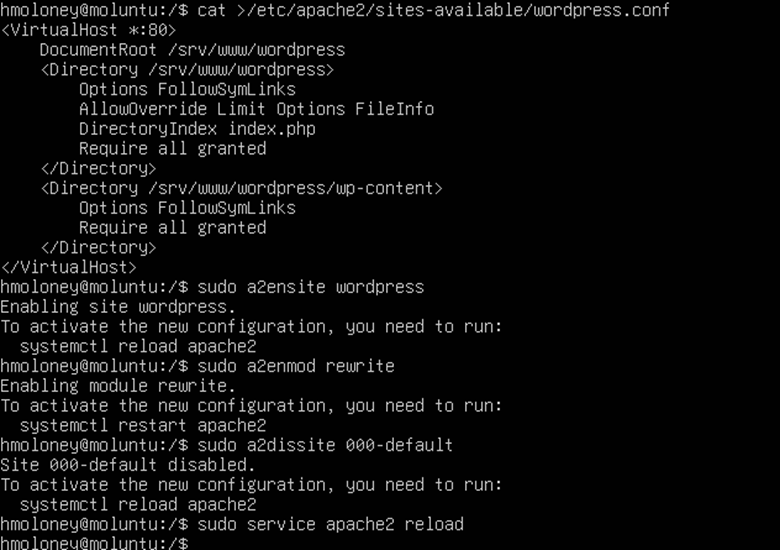 hmoloney@moluntu:/$ cat >/etc/apache2/sites-available/wordpress.conf
<VirtualHost *:80>
    DocumentRoot /srv/www/wordpress
    <Directory /srv/www/wordpress>
        Options FollowSymLinks
        AllowOverride Limit Options FileInfo
        DirectoryIndex index.php
        Require all granted
    </Directory>
    <Directory /srv/www/wordpress/wp-content>
        Options FollowSymLinks
        Require all granted
    </Directory>
</VirtualHost>
hmoloney@moluntu:/$ sudo a2ensite wordpress
Enabling site wordpress.
To activate the new configuration, you need to run:
  systemctl reload apache2
hmoloney@moluntu:/$ sudo a2enmod rewrite
Enabling module rewrite.
To activate the new configuration, you need to run:
  systemctl restart apache2
hmoloney@moluntu:/$ sudo a2dissite 000-default
Site 000-default disabled.
To activate the new configuration, you need to run:
  systemctl reload apache2
hmoloney@moluntu:/$ sudo service apache2 reload
hmoloney@moluntu:/$